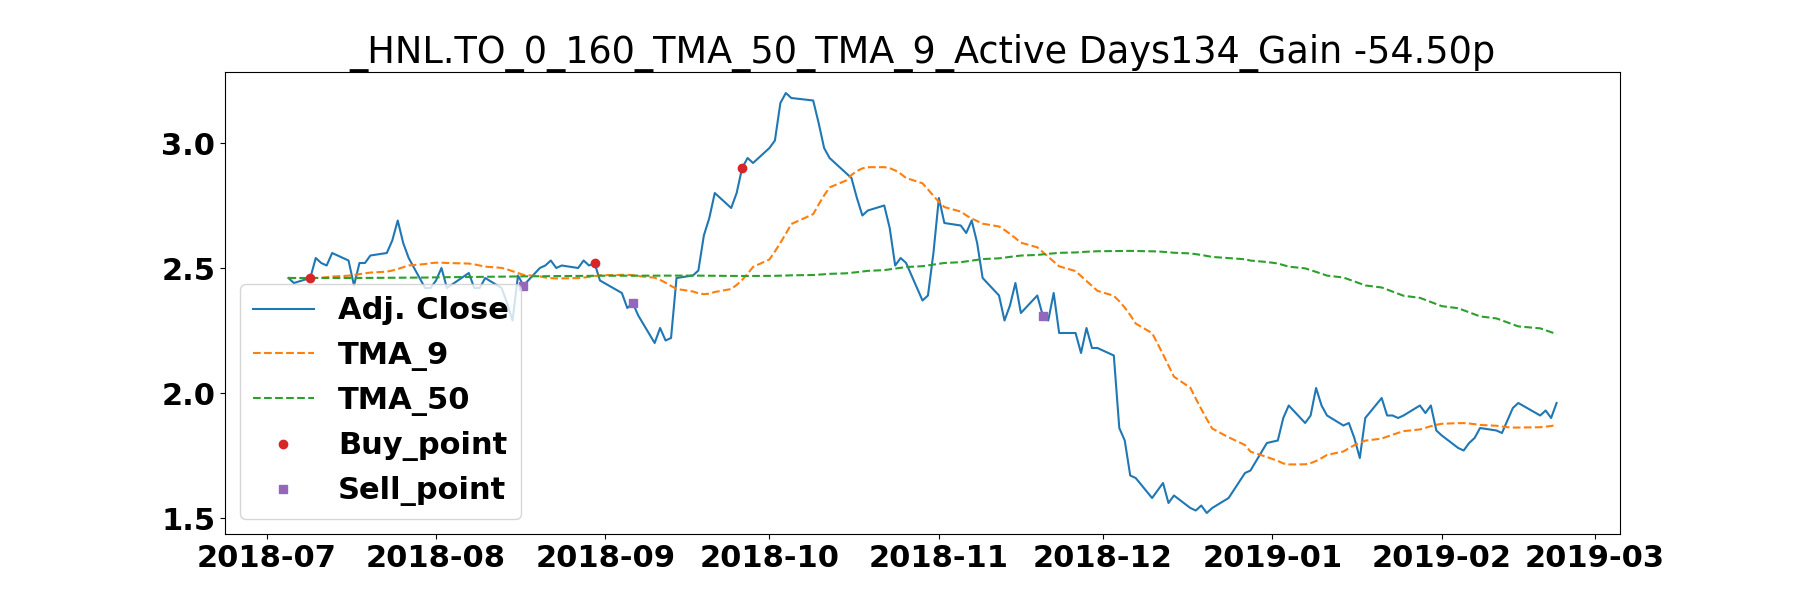 _HNL.TO_0_160_TMA_50_TMA_9_Active Days134_Gain -54.50p
3.0
2.5
2.0
1.5
Adj. Close
TMA_9
TMA_50
Buy_point
Sell_point
2018-07 2018-08 2018-09 2018-10 2018-11 2018-12 2019-01 2019-02 2019-03